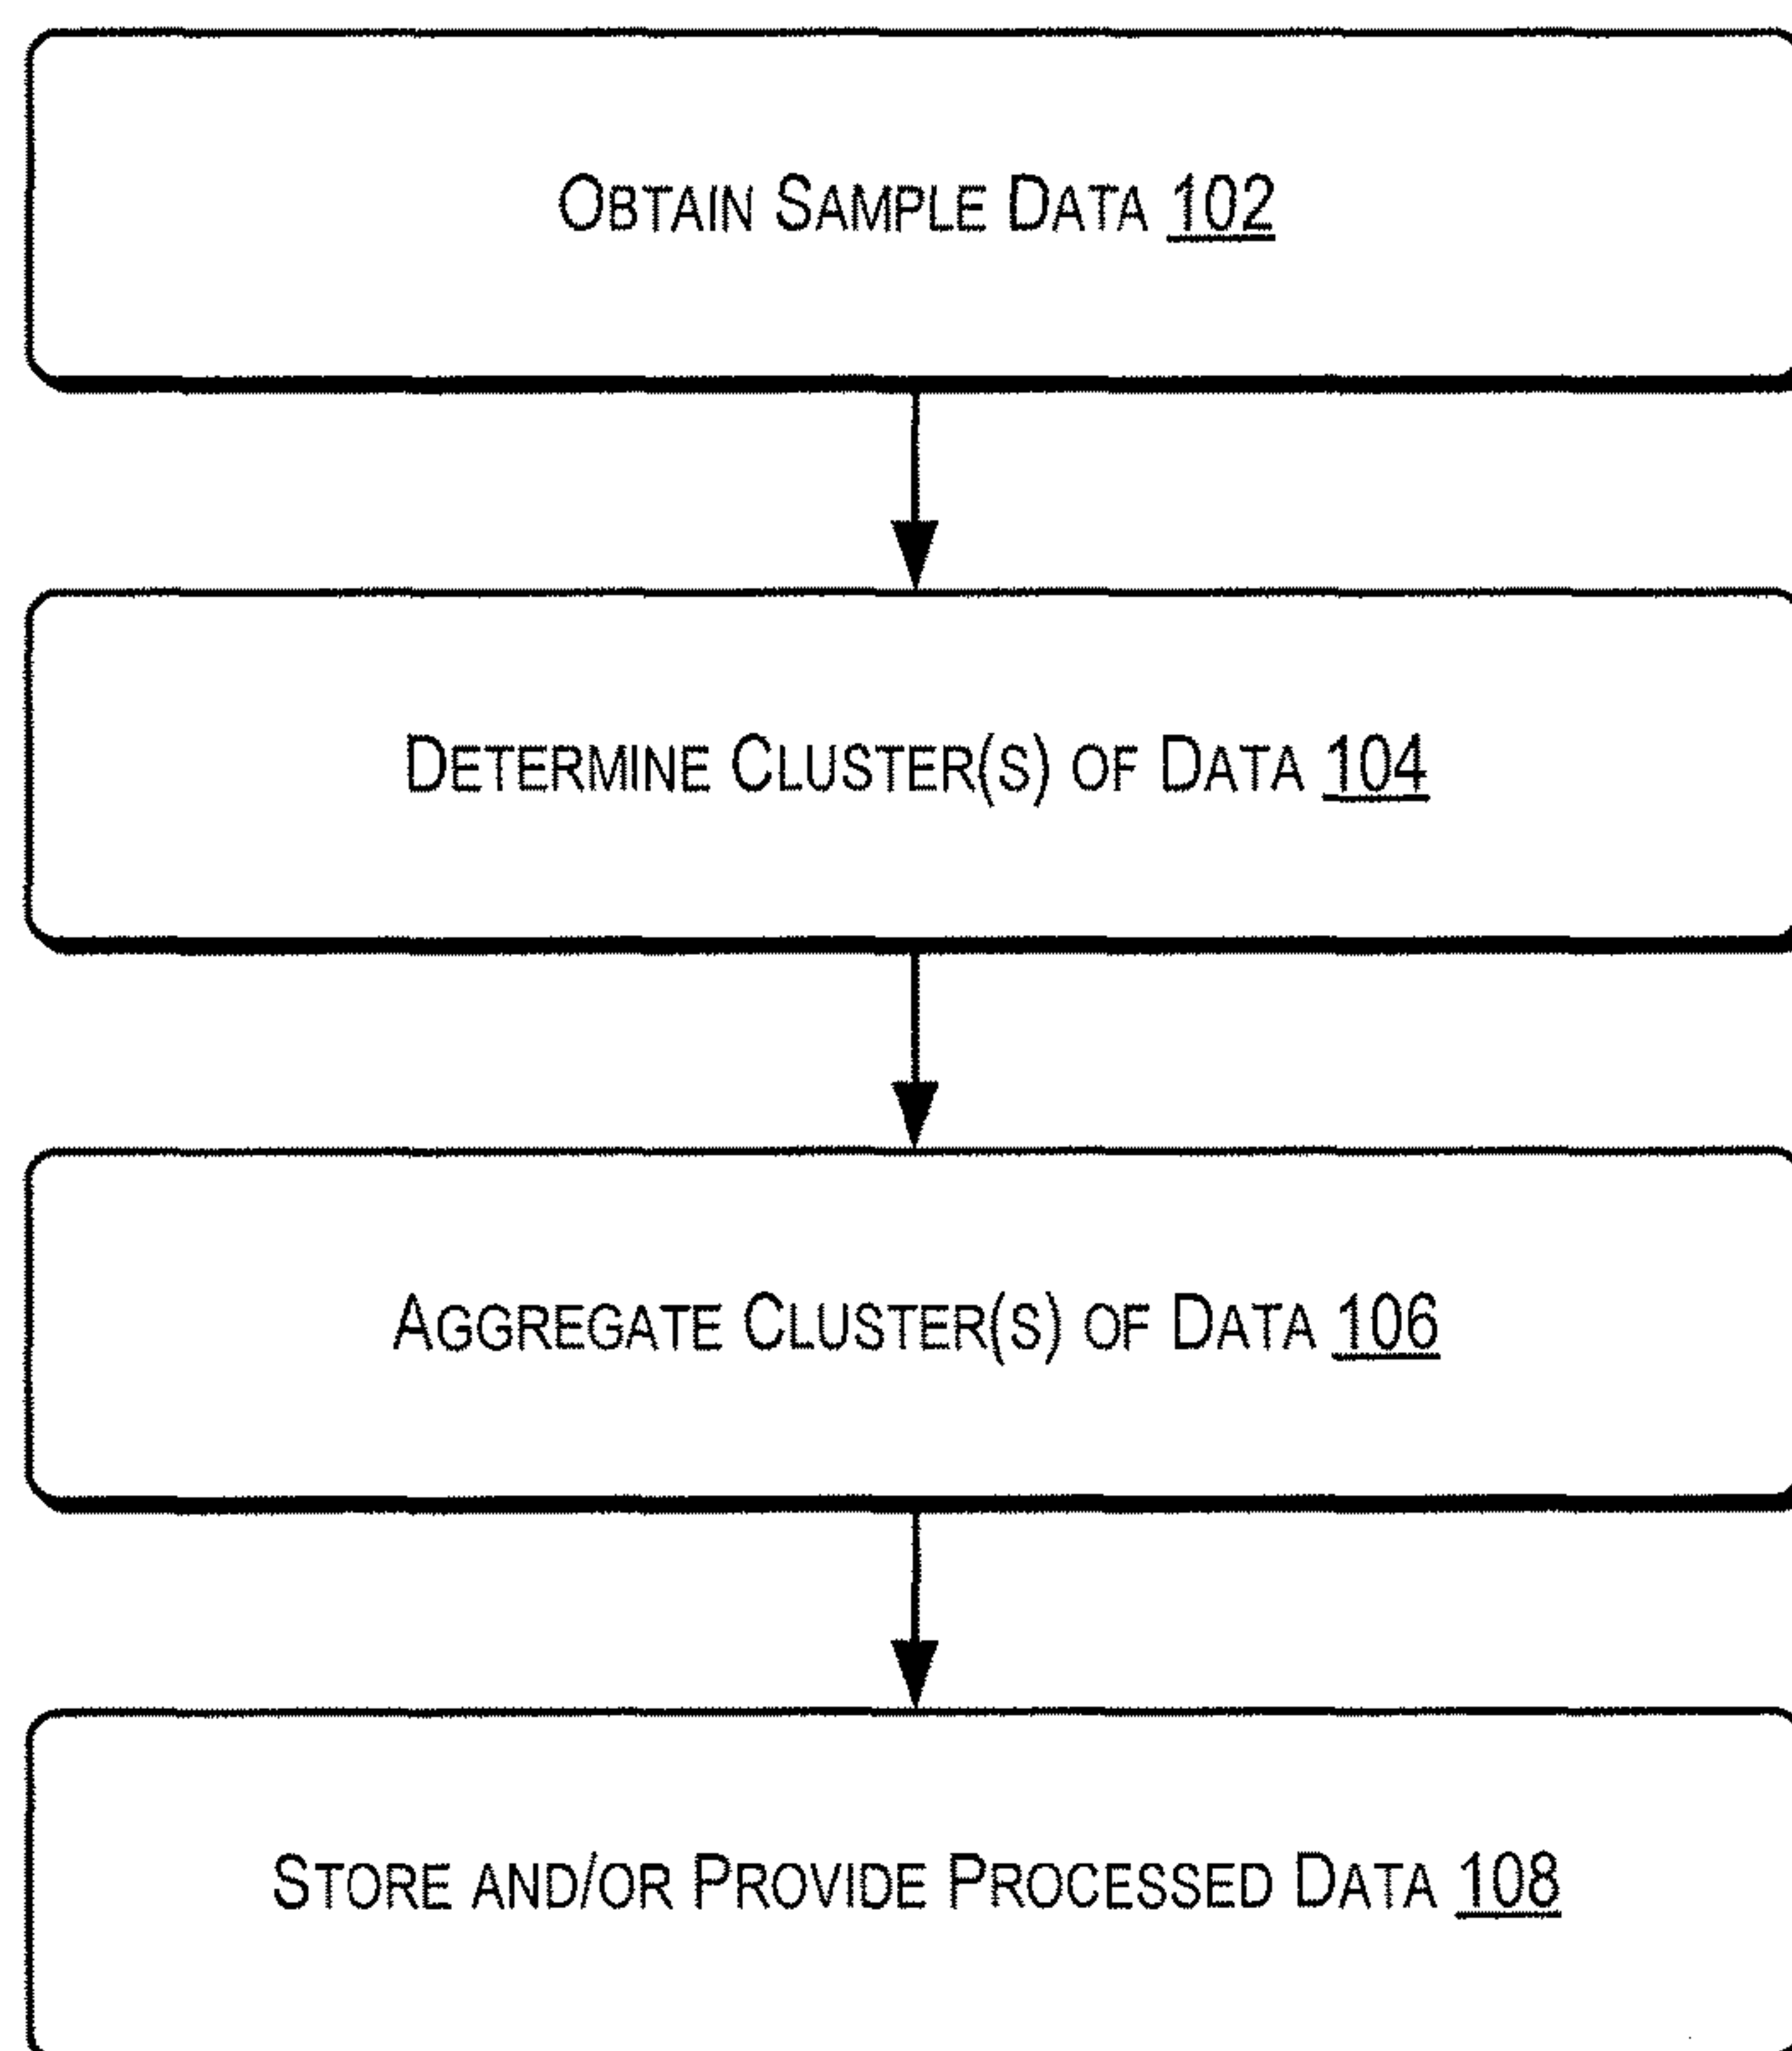 Obtain Sample Data 102
Determine Cluster(s) of Data 104
Aggregate Cluster(s) of Data 106
Store and/or Provide Processed Data 108